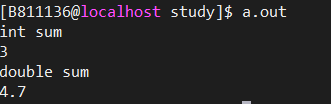 [B811136@localhost study]$ a.out
int sum
3
double sum
4.7